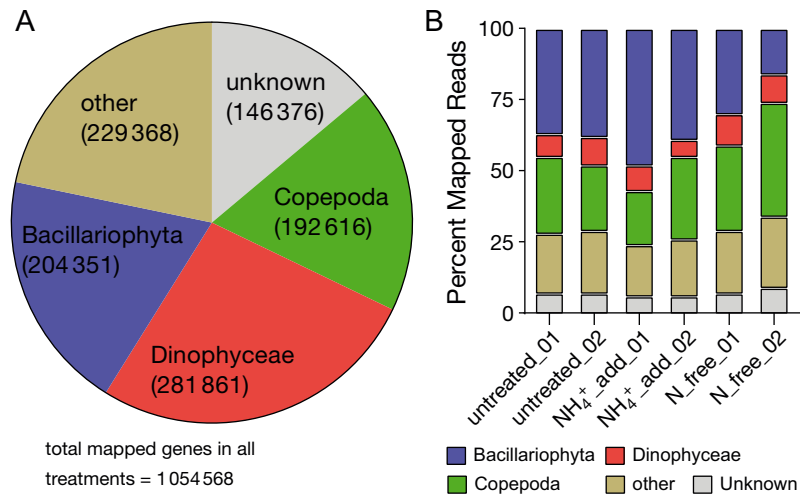 A
unknown
(146 376)
other
(229 368)
Copepoda
(192 616)
Bacillariophyta
(204 351)
Dinophyceae
(281 861)
total mapped genes in all
treatments = 1 054 568
B
Percent Mapped Reads
100
75
50
25
0
untreated_01
untreated_02
NH₄⁺_add_01
NH₄⁺_add_02
N_free_01
N_free_02
Bacillariophyta
Dinophyceae
Copepoda
other
Unknown